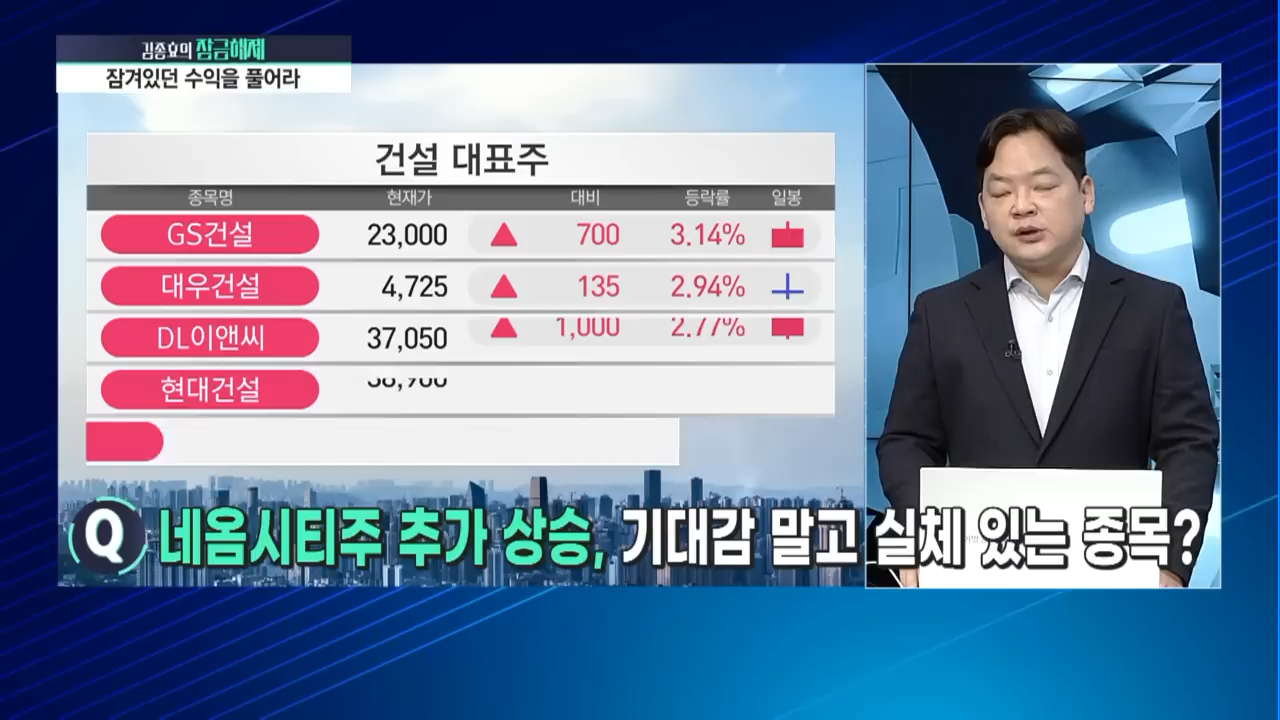 김종효의 잠금해제
잠겨있던 수익을 풀어라
건설 대표주
종목명 현재가 대비 등락률 일봉
GS건설 23,000 ▲ 700 3.14%
대우건설 4,725 ▲ 135 2.94%
DL이앤씨 37,050 ▲ 1,000 2.77%
현대건설
Q 네옴시티주 추가 상승, 기대감 말고 실체 있는 종목?